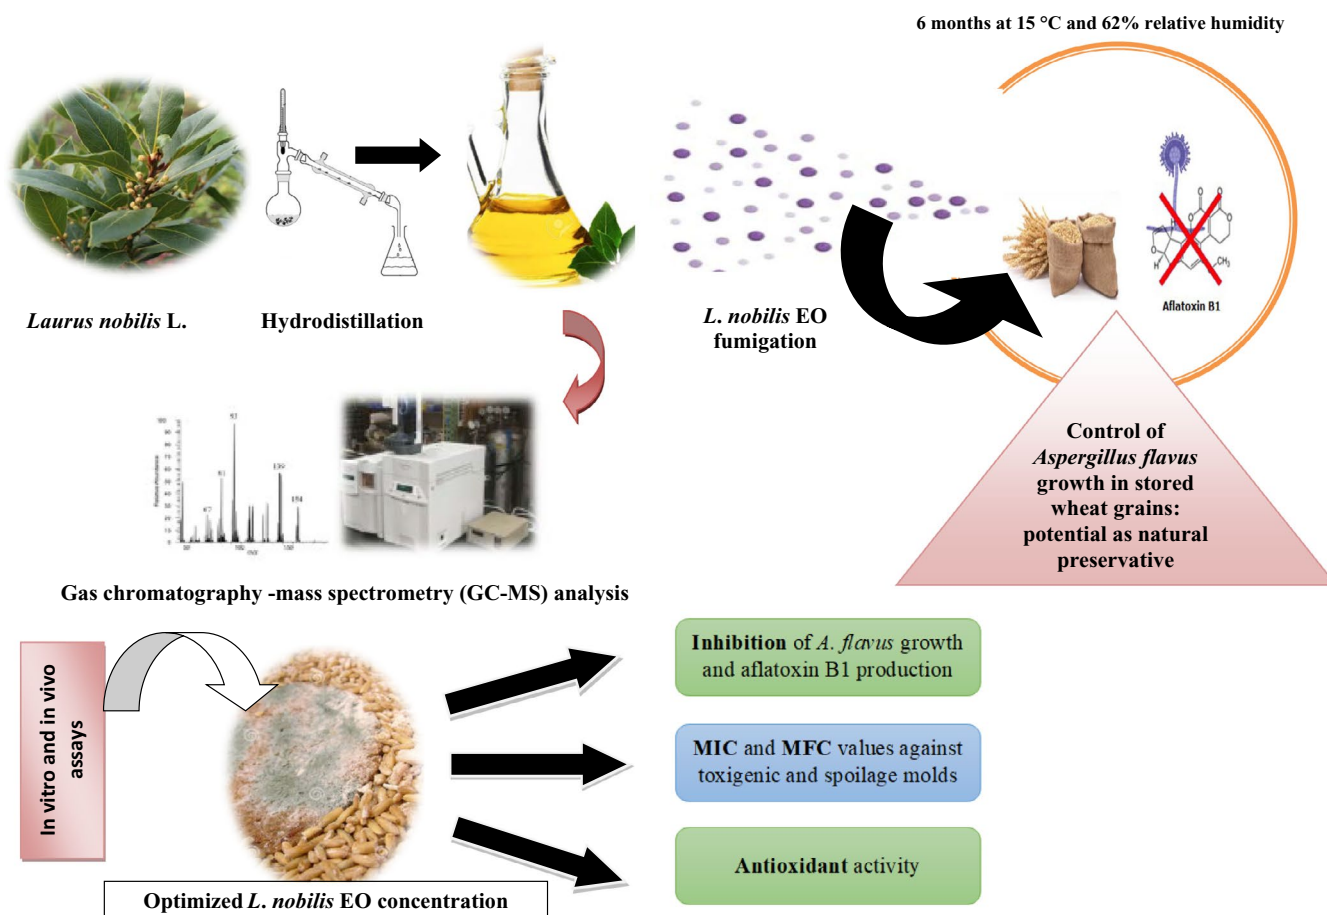 6 months at 15 °C and 62% relative humidity
Laurus nobilis L.
Hydrodistillation
L. nobilis EO
fumigation
CH₃
Aflatoxin B1
Control of
Aspergillus flavus
growth in stored
wheat grains:
potential as natural
preservative
Gas chromatography -mass spectrometry (GC-MS) analysis
In vitro and in vivo
assays
Optimized L. nobilis EO concentration
Inhibition of A. flavus growth
and aflatoxin B1 production
MIC and MFC values against
toxigenic and spoilage molds
Antioxidant activity